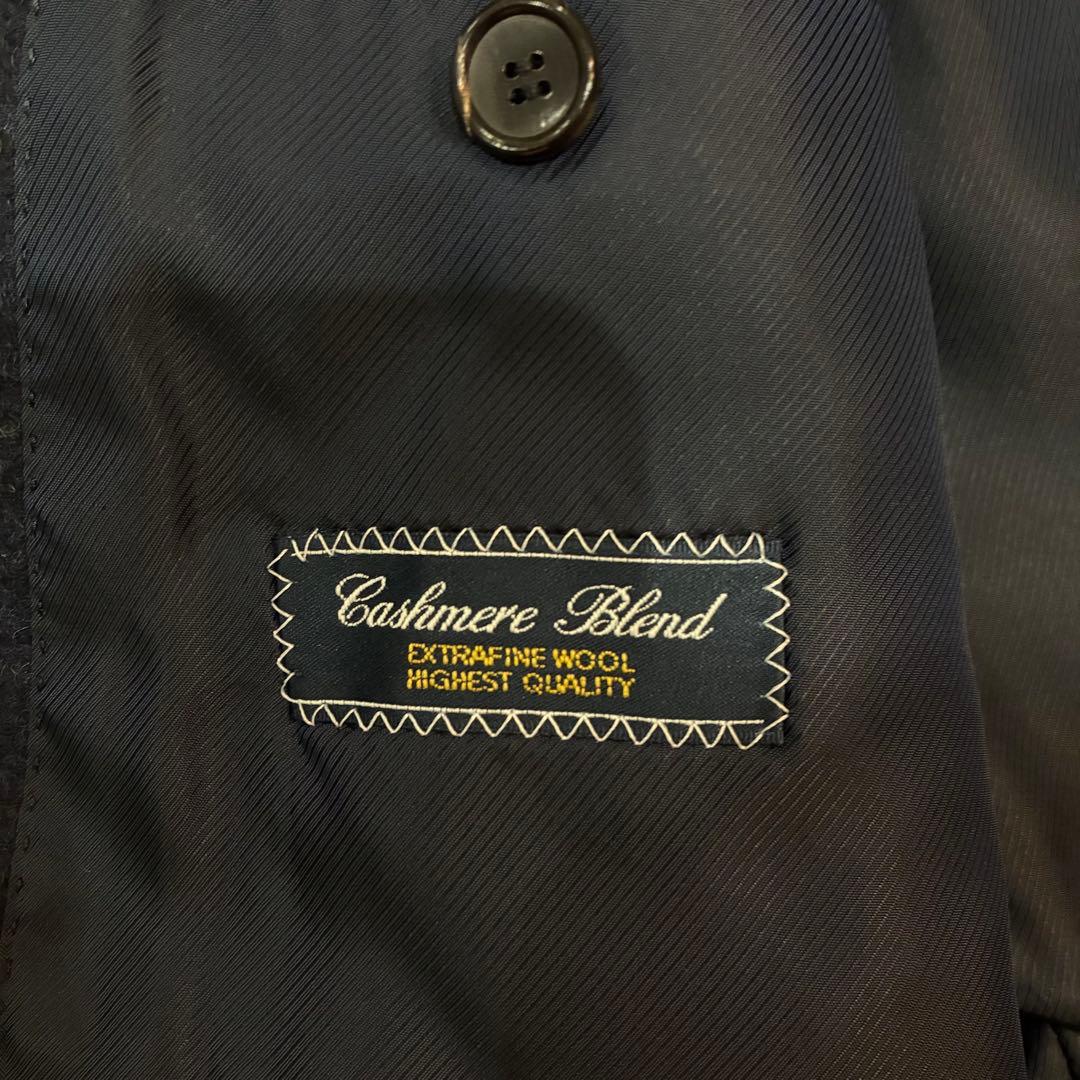 Cashmere Blend
EXTRAFINE WOOL
HIGHEST QUALITY